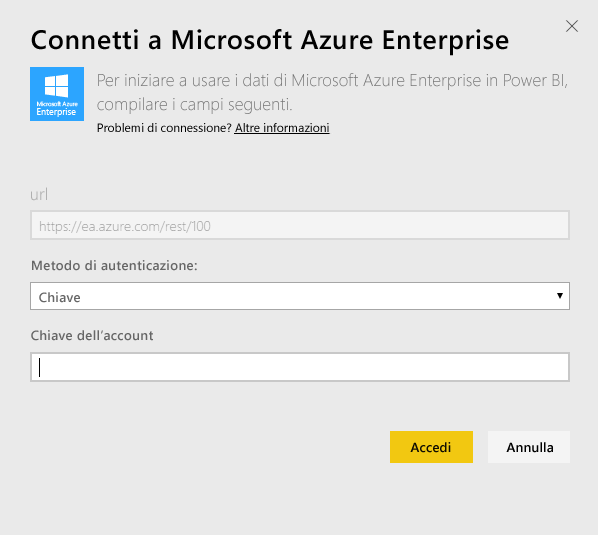 Connetti a Microsoft Azure Enterprise
Microsoft Azure
Enterprise
Per iniziare a usare i dati di Microsoft Azure Enterprise in Power BI,
compilare i campi seguenti.
Problemi di connessione? Altre informazioni
url
https://ea.azure.com/rest/100
Metodo di autenticazione:
Chiave
Chiave dell'account
Accedi
Annulla